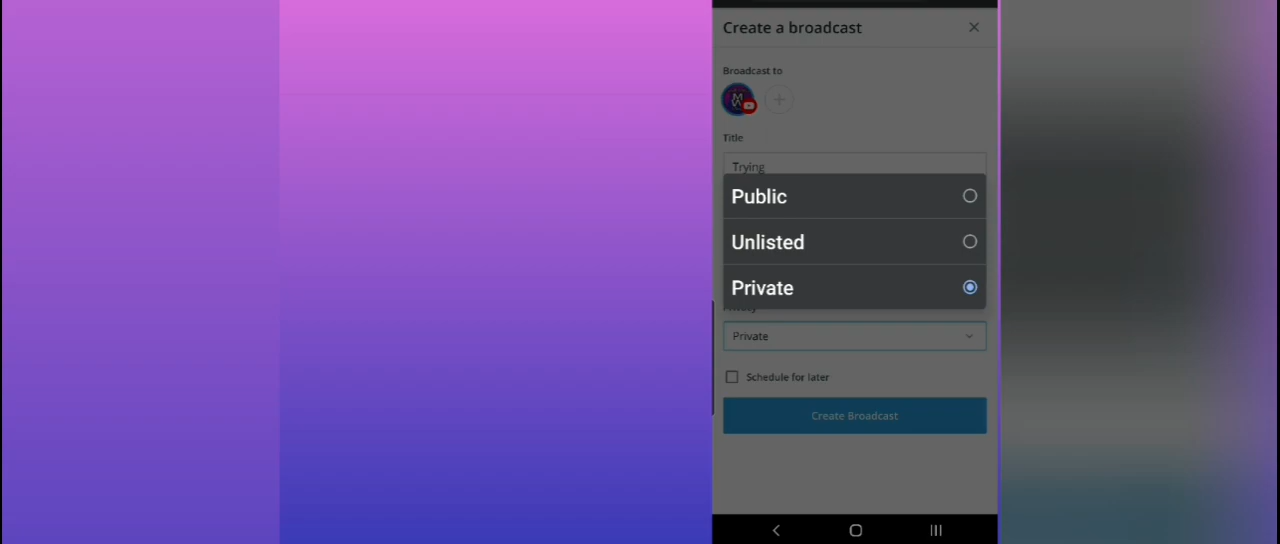 Create a broadcast
Broadcast to
Title
Trying
Public
Unlisted
Private
Private
Schedule for later
Create Broadcast